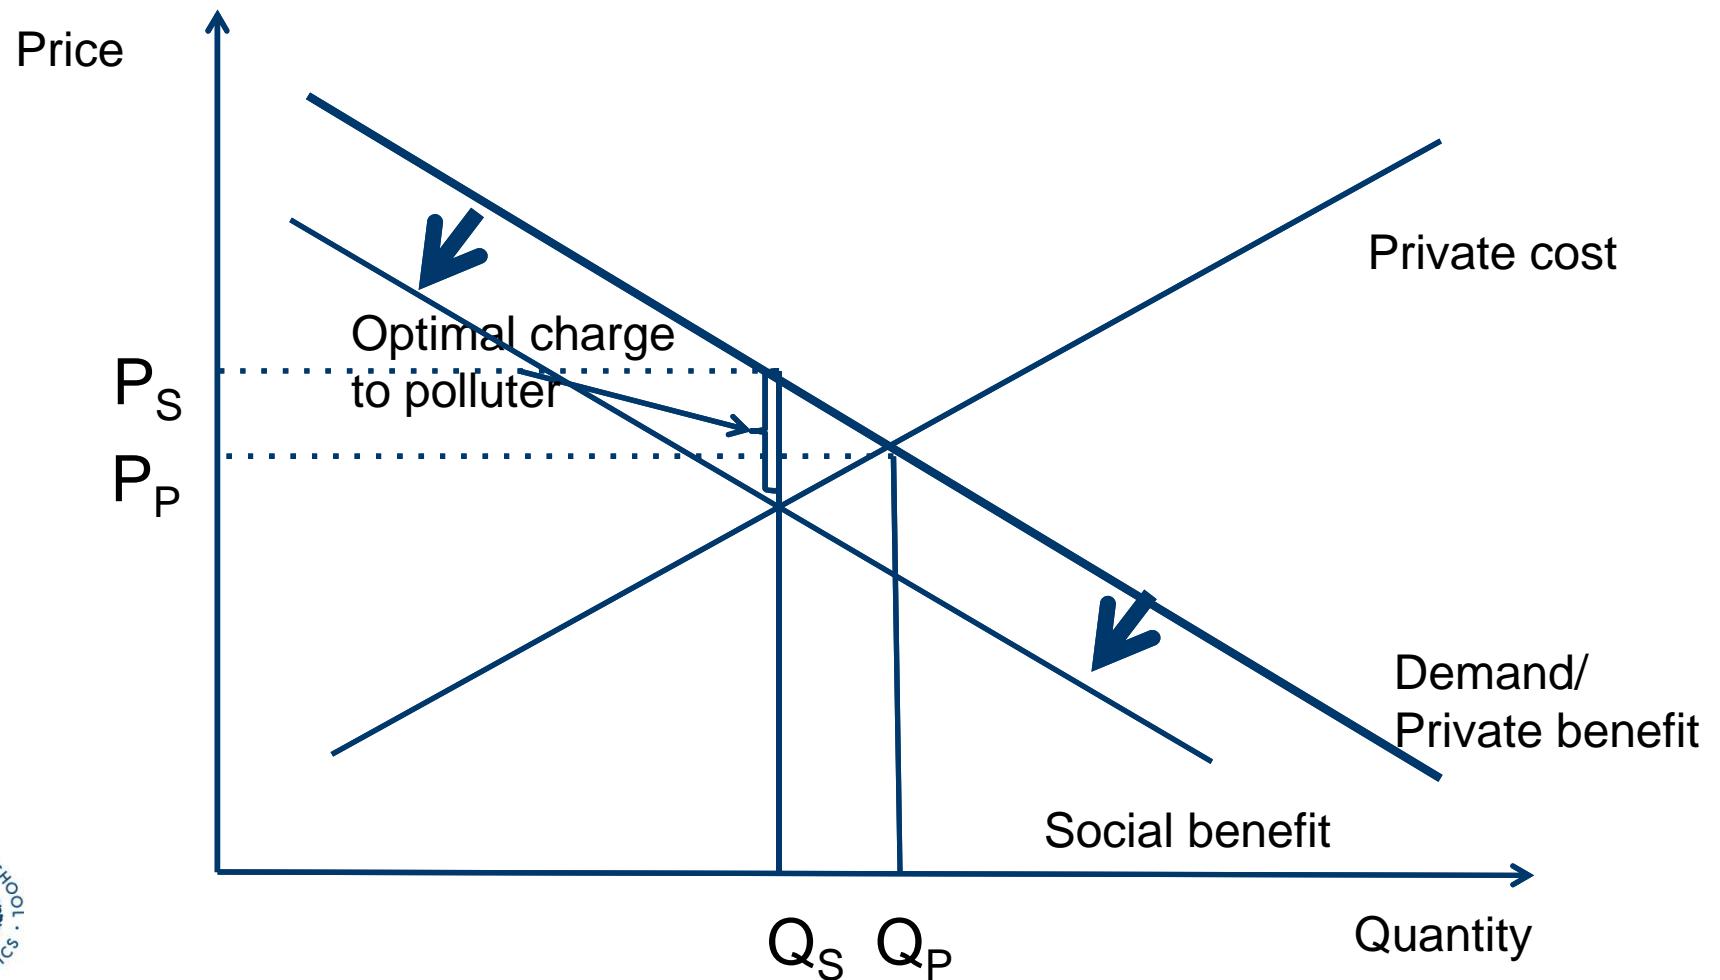 Price
Private cost
Optimal charge
to polluter
PS
PP
Demand/
Private benefit
Social benefit
QS QP
Quantity